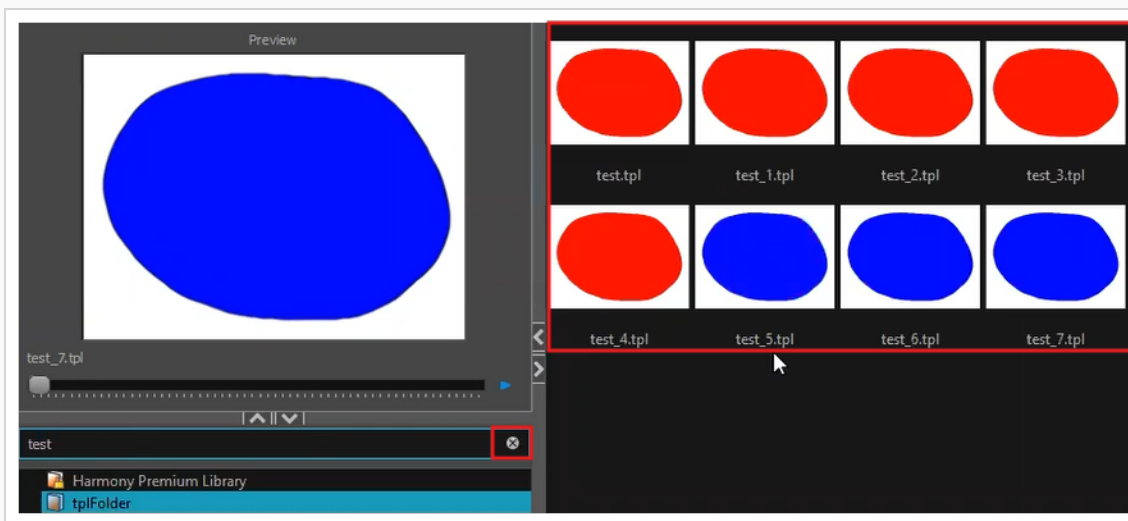 Preview
test.tpl test_1.tpl test_2.tpl test_3.tpl
test_4.tpl test_5.tpl test_6.tpl test_7.tpl
test_7.tpl
test
Harmony Premium Library
tplFolder